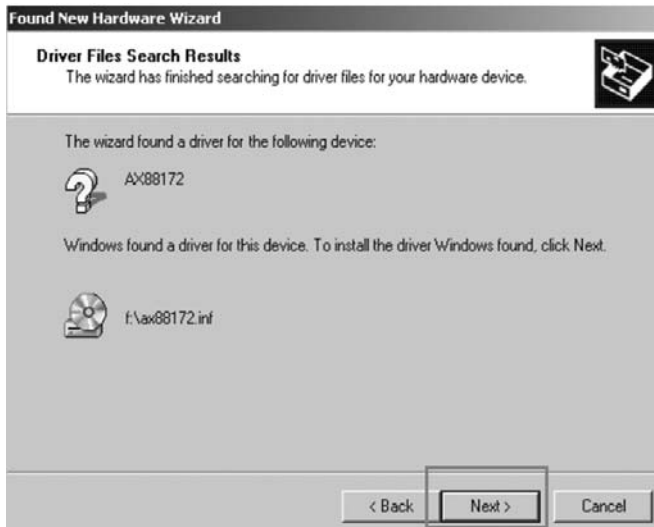 Found New Hardware Wizard
Driver Files Search Results
The wizard has finished searching for driver files for your hardware device.
The wizard found a driver for the following device:
AX88172
Windows found a driver for this device. To install the driver Windows found, click Next.
f:\ax88172.inf
< Back Next > Cancel